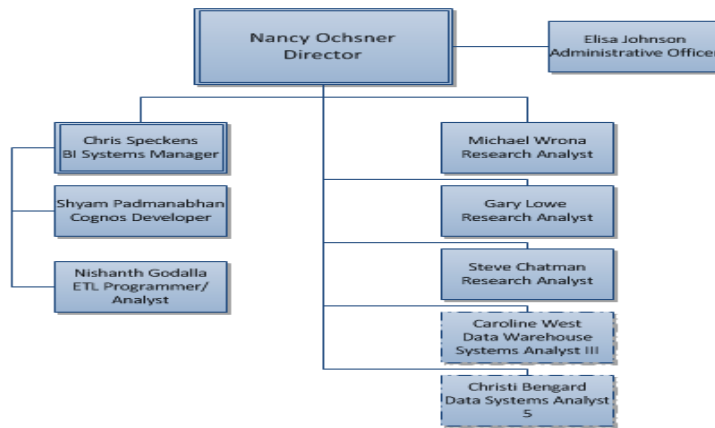 Nancy Ochsner
Director
Elisa Johnson
Administrative Officer
Chris Speckens
BI Systems Manager
Shyam Padmanabhan
Cognos Developer
Nishanth Godalla
ETL Programmer/
Analyst
Michael Wrona
Research Analyst
Gary Lowe
Research Analyst
Steve Chatman
Research Analyst
Caroline West
Data Warehouse
Systems Analyst III
Christi Bengard
Data Systems Analyst
5